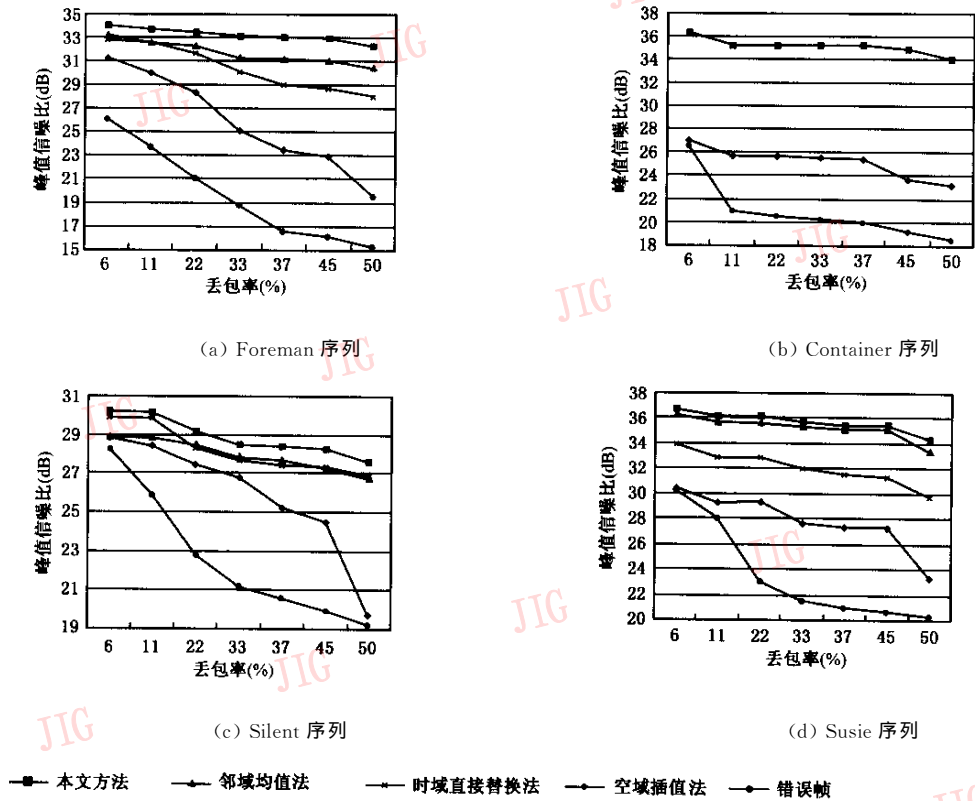 峰值信噪比(dB)
35
33
31
29
27
25
23
21
19
17
15
6 11 22 33 37 45 50
丢包率(%)
(a) Foreman 序列
峰值信噪比(dB)
38
36
34
32
30
28
26
24
22
20
18
6 11 22 33 37 45 50
丢包率(%)
(b) Container 序列
峰值信噪比(dB)
31
29
27
25
23
21
19
6 11 22 33 37 45 50
丢包率(%)
(c) Silent 序列
峰值信噪比(dB)
38
36
34
32
30
28
26
24
22
20
6 11 22 33 37 45 50
丢包率(%)
(d) Susie 序列
本文方法 邻域均值法 时域直接替换法 空域插值法 错误帧
JIG
JIG
JIG
JIG
JIG
JIG
JIG
JIG
JIG
JIG